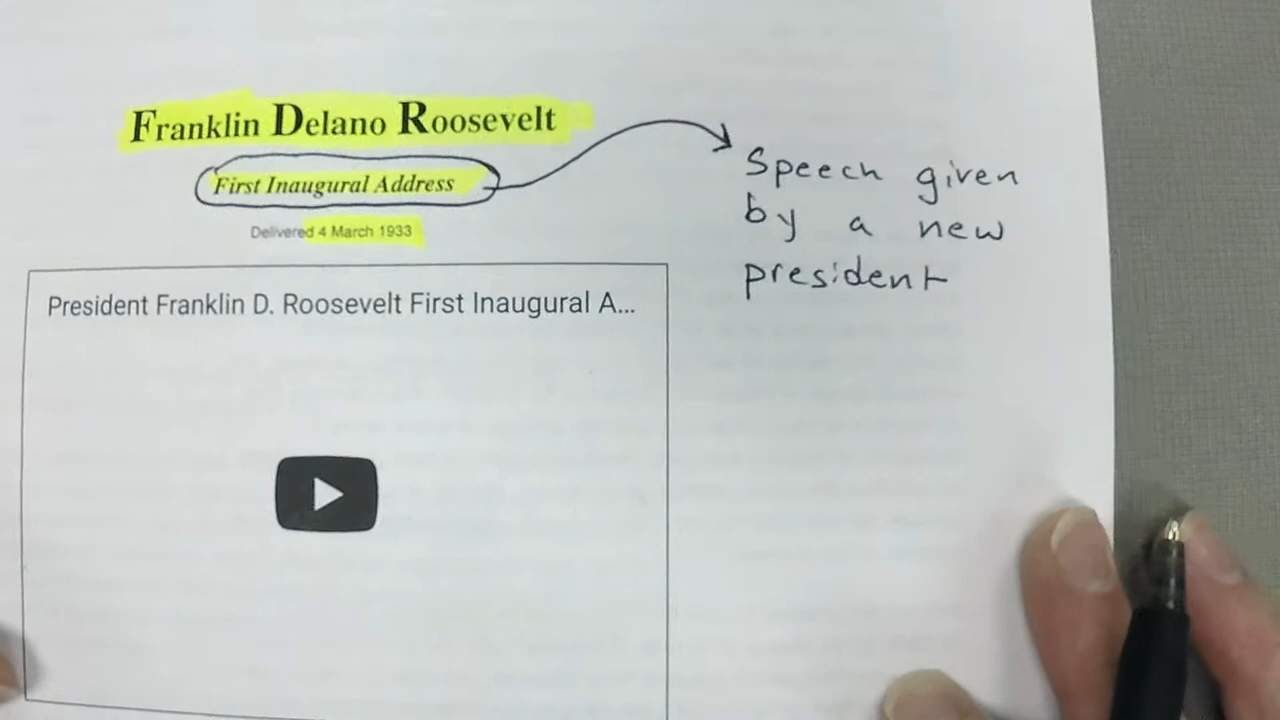 Franklin Delano Roosevelt
First Inaugural Address
Delivered 4 March 1933
Speech given
by a new
president
President Franklin D. Roosevelt First Inaugural A...